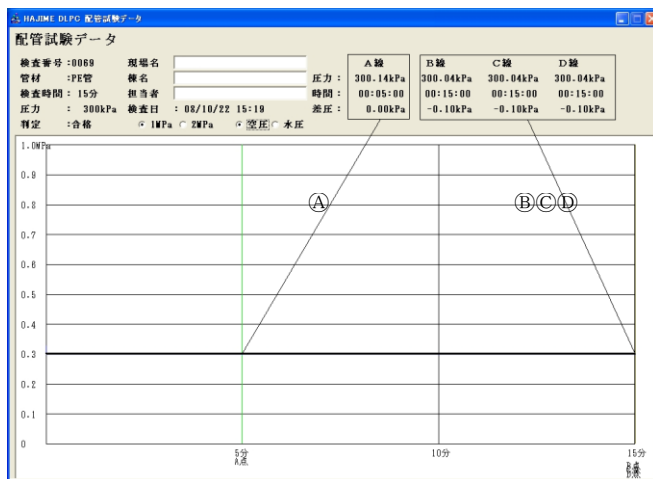 HAJIME DLPC 配管試験データ
配管試験データ
検査番号 :0069 現場名
管材 :PE管 棟名
検査時間 : 15分 担当者
圧力 : 300kPa 検査日 : 08/10/22 15:19
判定 :合格 1MPa 2MPa 空圧 水圧
A線 B線 C線 D線
圧力 : 300.14kPa 300.04kPa 300.04kPa 300.04kPa
時間 : 00:05:00 00:15:00 00:15:00 00:15:00
差圧 : 0.00kPa -0.10kPa -0.10kPa -0.10kPa
1.0MPa
0.9
0.8
Ⓐ ⒷⒸⒹ
0.7
0.6
0.5
0.4
0.3
0.2
0.1
0
5分 10分 15分
A点